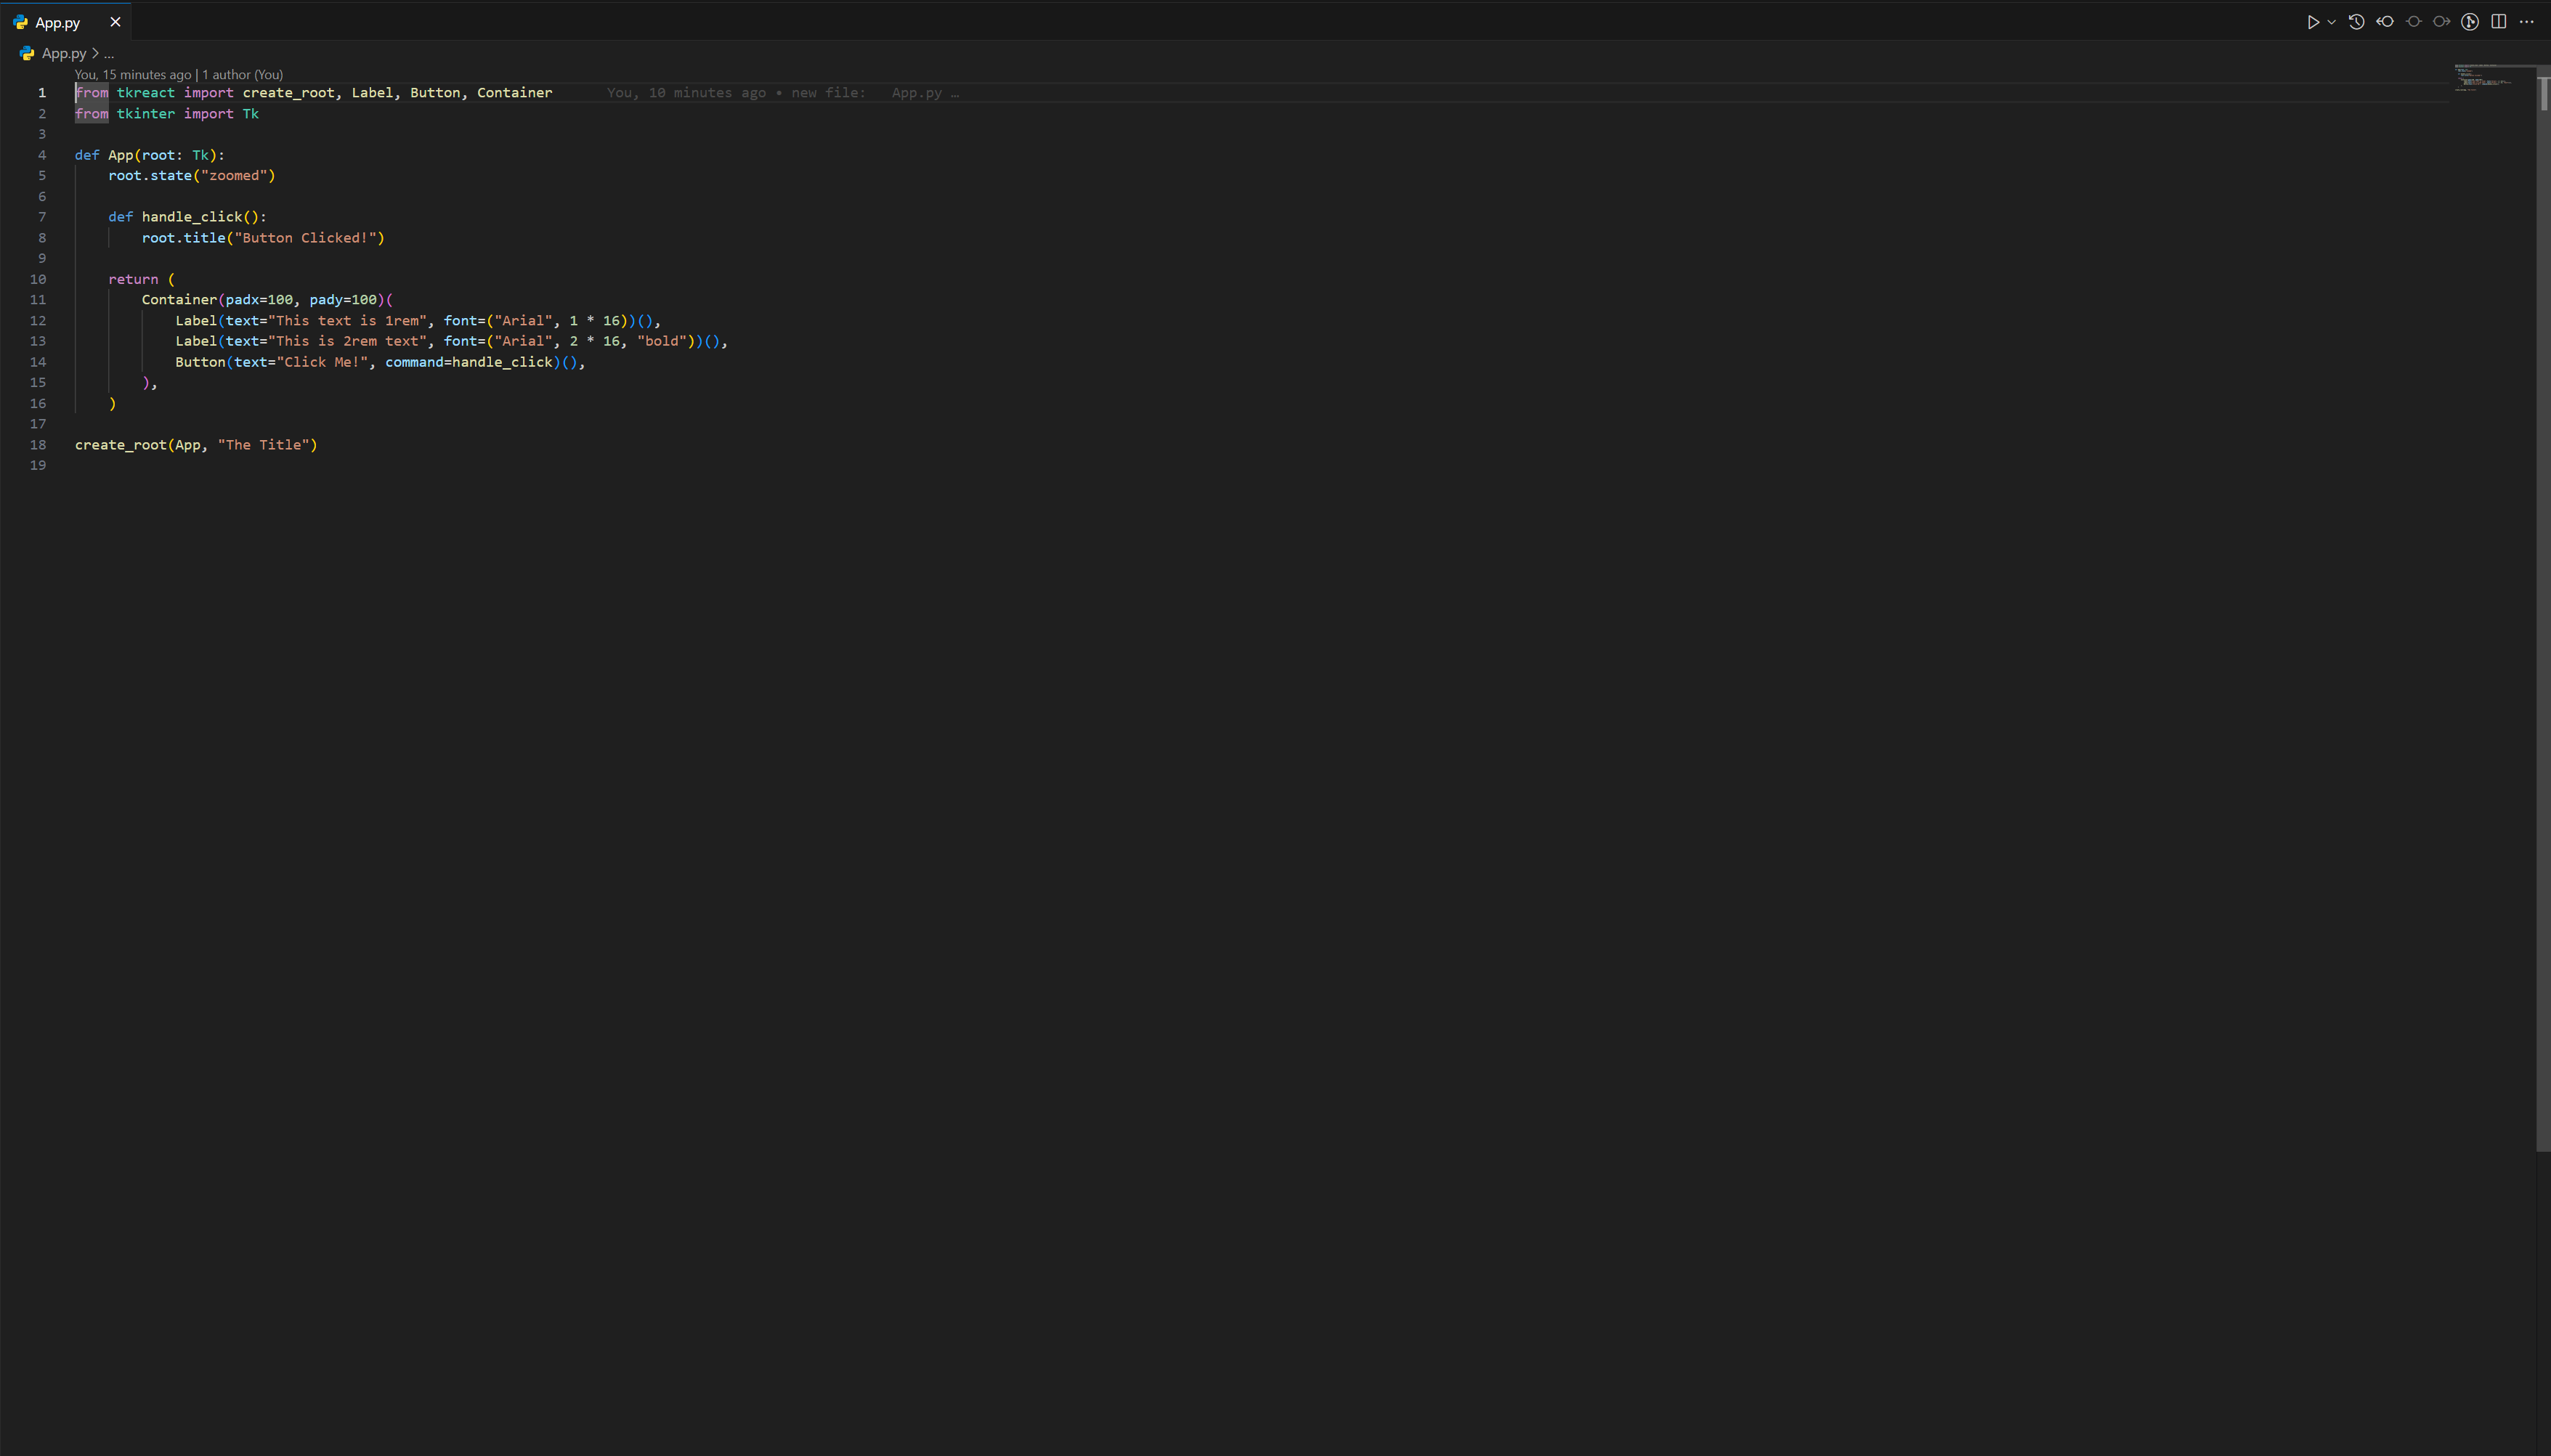 App.py
App.py > ...
You, 15 minutes ago | 1 author (You)
1 from tkreact import create_root, Label, Button, Container You, 10 minutes ago • new file: App.py …
2 from tkinter import Tk
3
4 def App(root: Tk):
5 root.state("zoomed")
6
7 def handle_click():
8 root.title("Button Clicked!")
9
10 return (
11 Container(padx=100, pady=100)(
12 Label(text="This text is 1rem", font=("Arial", 1 * 16))(),
13 Label(text="This is 2rem text", font=("Arial", 2 * 16, "bold"))(),
14 Button(text="Click Me!", command=handle_click)(),
15 ),
16 )
17
18 create_root(App, "The Title")
19